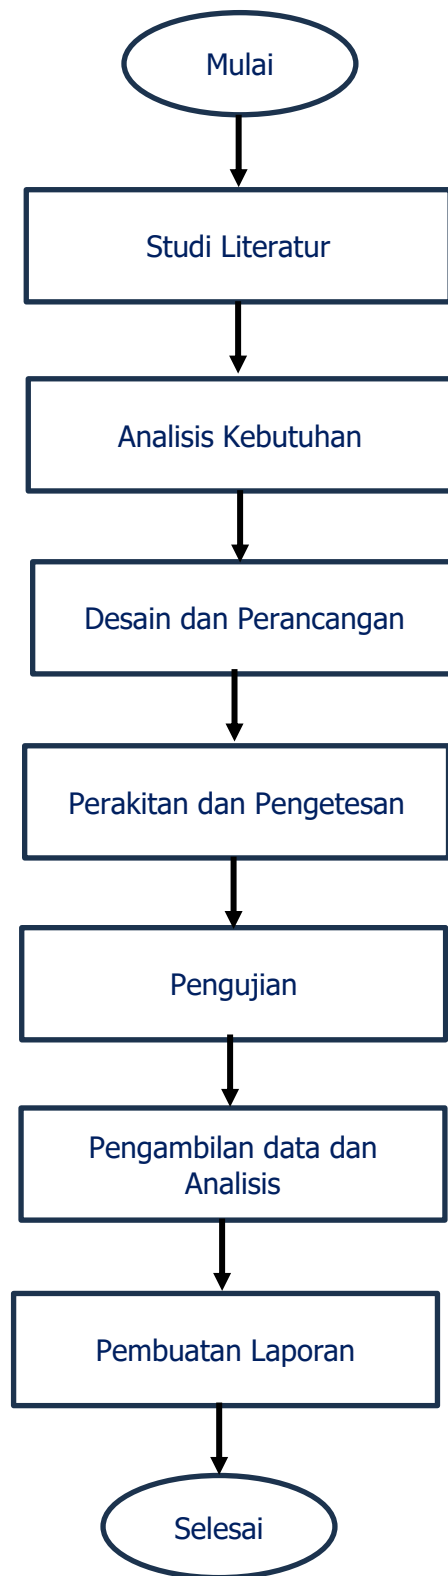 Mulai
Studi Literatur
Analisis Kebutuhan
Desain dan Perancangan
Perakitan dan Pengetesan
Pengujian
Pengambilan data dan
Analisis
Pembuatan Laporan
Selesai